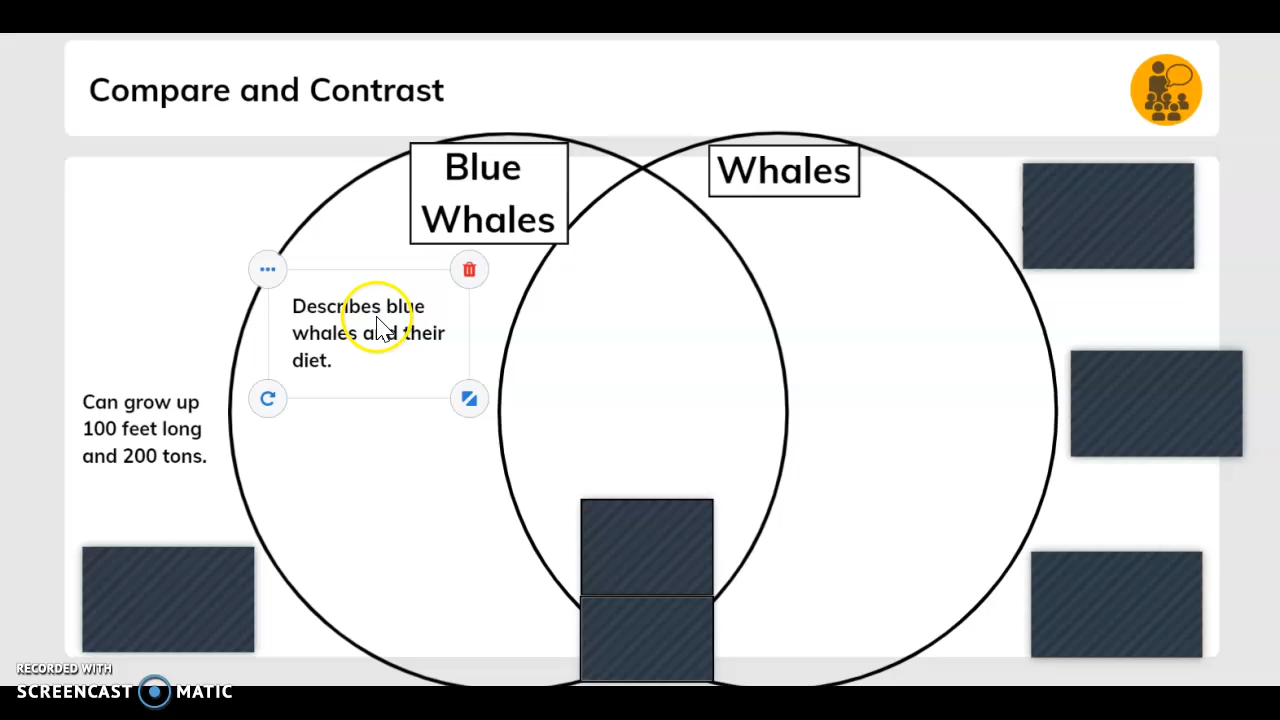 Compare and Contrast
Blue
Whales
Whales
Describes blue
whales and their
diet.
Can grow up
100 feet long
and 200 tons.
RECORDED WITH
SCREENCAST MATIC